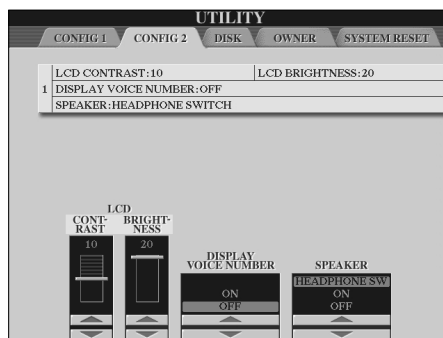 UTILITY
CONFIG 1 CONFIG 2 DISK OWNER SYSTEM RESET
LCD CONTRAST:10 LCD BRIGHTNESS:20
1 DISPLAY VOICE NUMBER:OFF
SPEAKER:HEADPHONE SWITCH
LCD
CONT- BRIGHT-
RAST NESS
10 20
DISPLAY
VOICE NUMBER SPEAKER
HEADPHONE SW
ON ON
OFF OFF